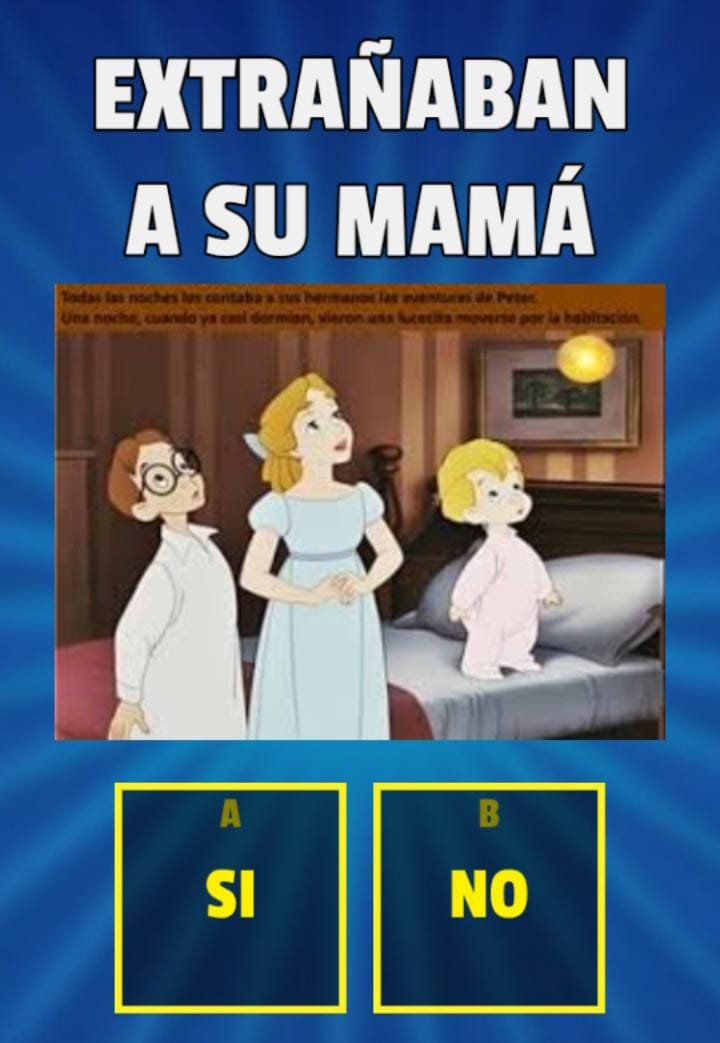 EXTRAÑABAN
A SU MAMÁ
Todas las noches les contaba a sus hermanos las aventuras de Peter.
Una noche, cuando ya casi dormían, vieron una lucecita moverse por la habitación.
A
SI
B
NO